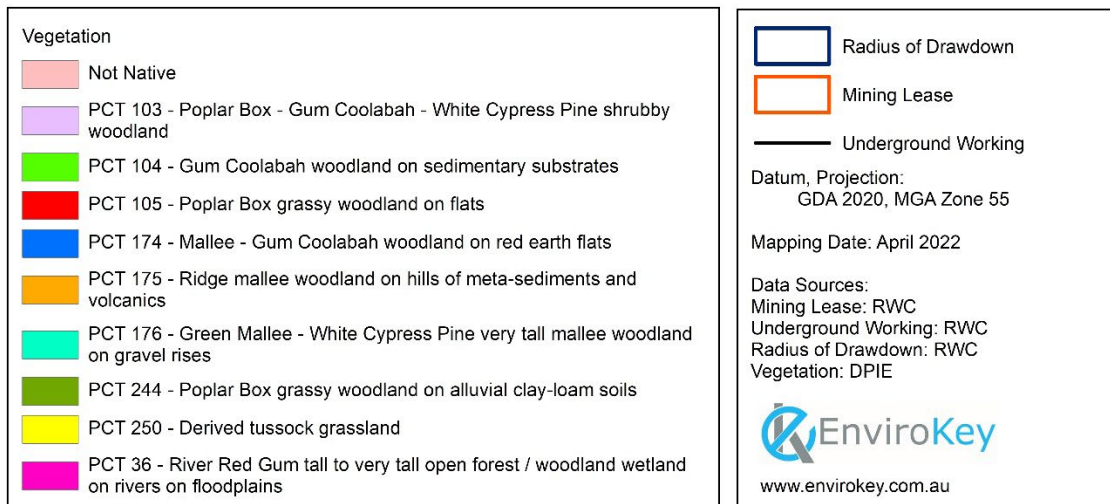 Vegetation
Not Native
PCT 103 - Poplar Box - Gum Coolabah - White Cypress Pine shrubby
woodland
PCT 104 - Gum Coolabah woodland on sedimentary substrates
PCT 105 - Poplar Box grassy woodland on flats
PCT 174 - Mallee - Gum Coolabah woodland on red earth flats
PCT 175 - Ridge mallee woodland on hills of meta-sediments and
volcanics
PCT 176 - Green Mallee - White Cypress Pine very tall mallee woodland
on gravel rises
PCT 244 - Poplar Box grassy woodland on alluvial clay-loam soils
PCT 250 - Derived tussock grassland
PCT 36 - River Red Gum tall to very tall open forest / woodland wetland
on rivers on floodplains
Radius of Drawdown
Mining Lease
Underground Working
Datum, Projection:
GDA 2020, MGA Zone 55
Mapping Date: April 2022
Data Sources:
Mining Lease: RWC
Underground Working: RWC
Radius of Drawdown: RWC
Vegetation: DPIE
EnviroKey
www.envirokey.com.au